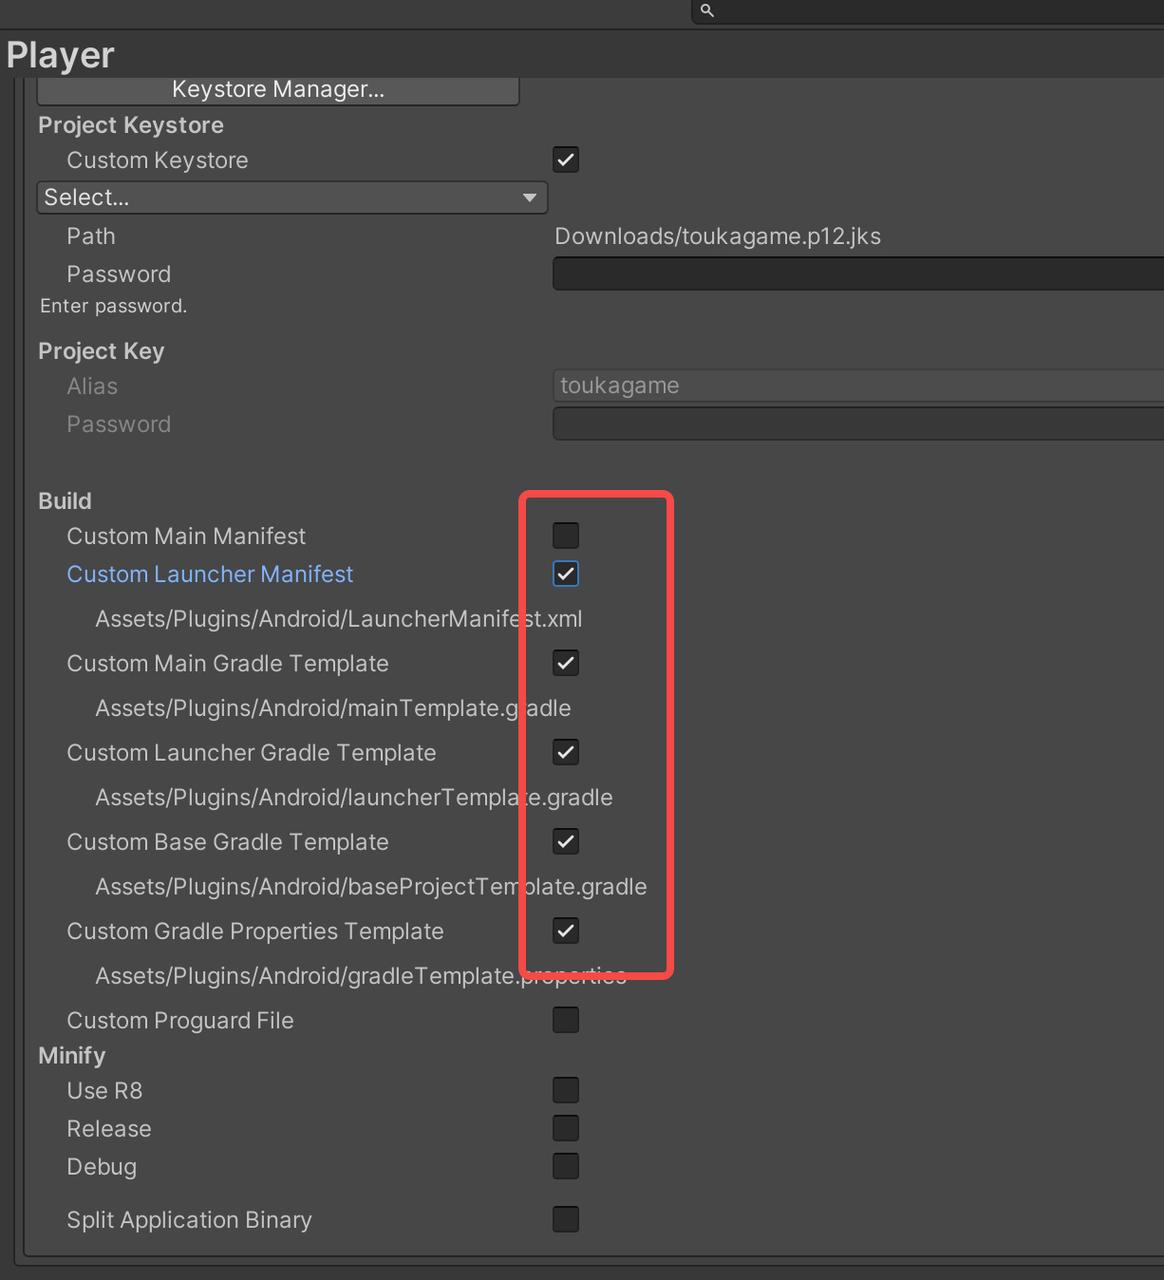 Player
Keystore Manager...
Project Keystore
Custom Keystore
Select...
Path Downloads/toukagame.p12.jks
Password
Enter password.
Project Key
Alias toukagame
Password
Build
Custom Main Manifest
Custom Launcher Manifest
Assets/Plugins/Android/LauncherManifest.xml
Custom Main Gradle Template
Assets/Plugins/Android/mainTemplate.gradle
Custom Launcher Gradle Template
Assets/Plugins/Android/launcherTemplate.gradle
Custom Base Gradle Template
Assets/Plugins/Android/baseProjectTemplate.gradle
Custom Gradle Properties Template
Assets/Plugins/Android/gradleTemplate.properties
Custom Proguard File
Minify
Use R8
Release
Debug
Split Application Binary